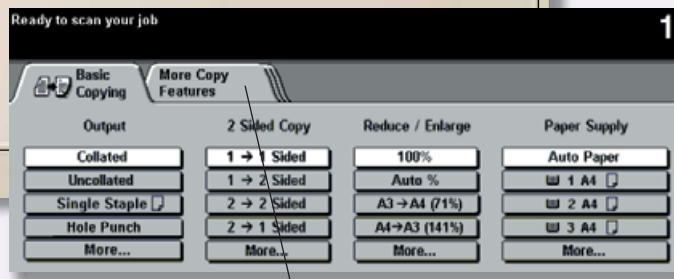 Ready to scan your job 1
Basic Copying
More Copy Features
Output 2 Sided Copy Reduce / Enlarge Paper Supply
Collated 1 → 1 Sided 100% Auto Paper
Uncollated 1 → 2 Sided Auto % 1 A4
Single Staple 2 → 2 Sided A3→A4 (71%) 2 A4
Hole Punch 2 → 1 Sided A4→A3 (141%) 3 A4
More... More... More... More...